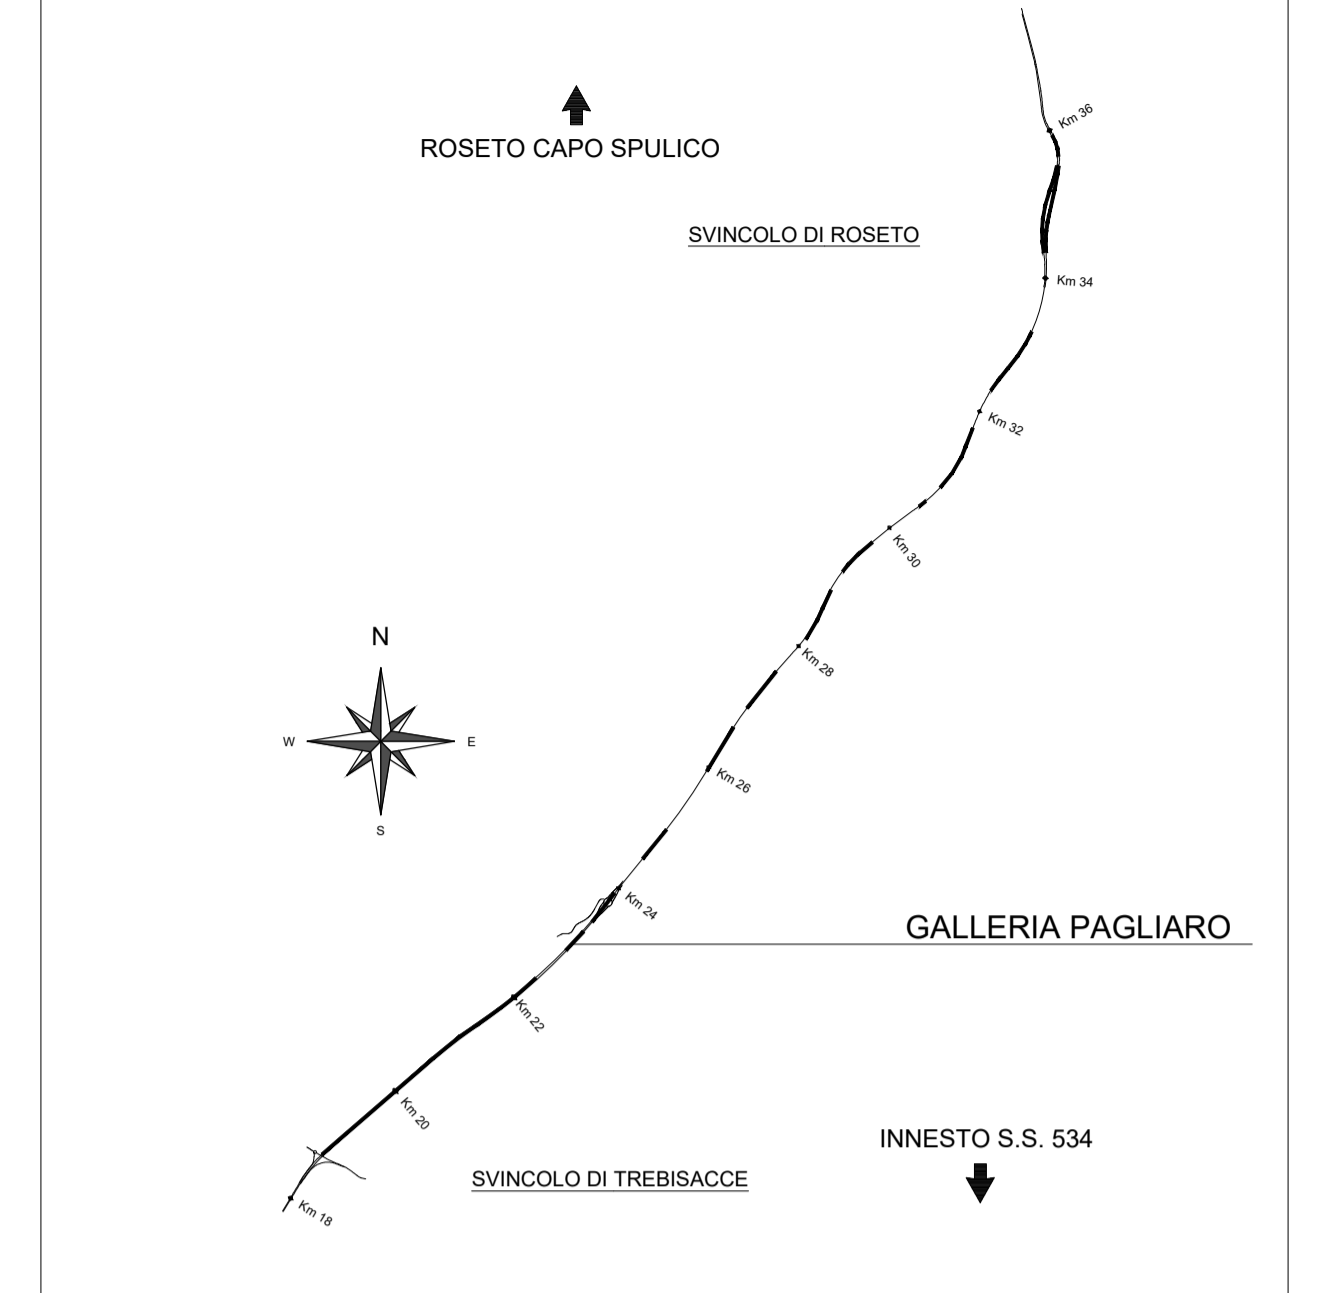 Km 36
ROSETO CAPO SPULICO
SVINCOLO DI ROSETO
Km 34
Km 32
Km 30
N
Km 28
W
E
Km 26
S
Km 24
GALLERIA PAGLIARO
Km 22
Km 20
INNESTO S.S. 534
SVINCOLO DI TREBISACCE
Km 18